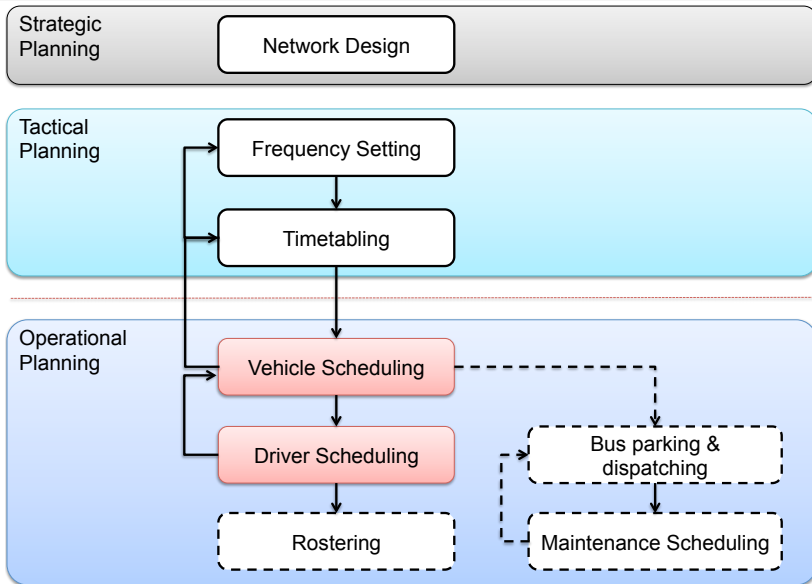 Strategic
Planning
Network Design
Tactical
Planning
Frequency Setting
Timetabling
Operational
Planning
Vehicle Scheduling
Driver Scheduling
Bus parking &
dispatching
Rostering
Maintenance Scheduling